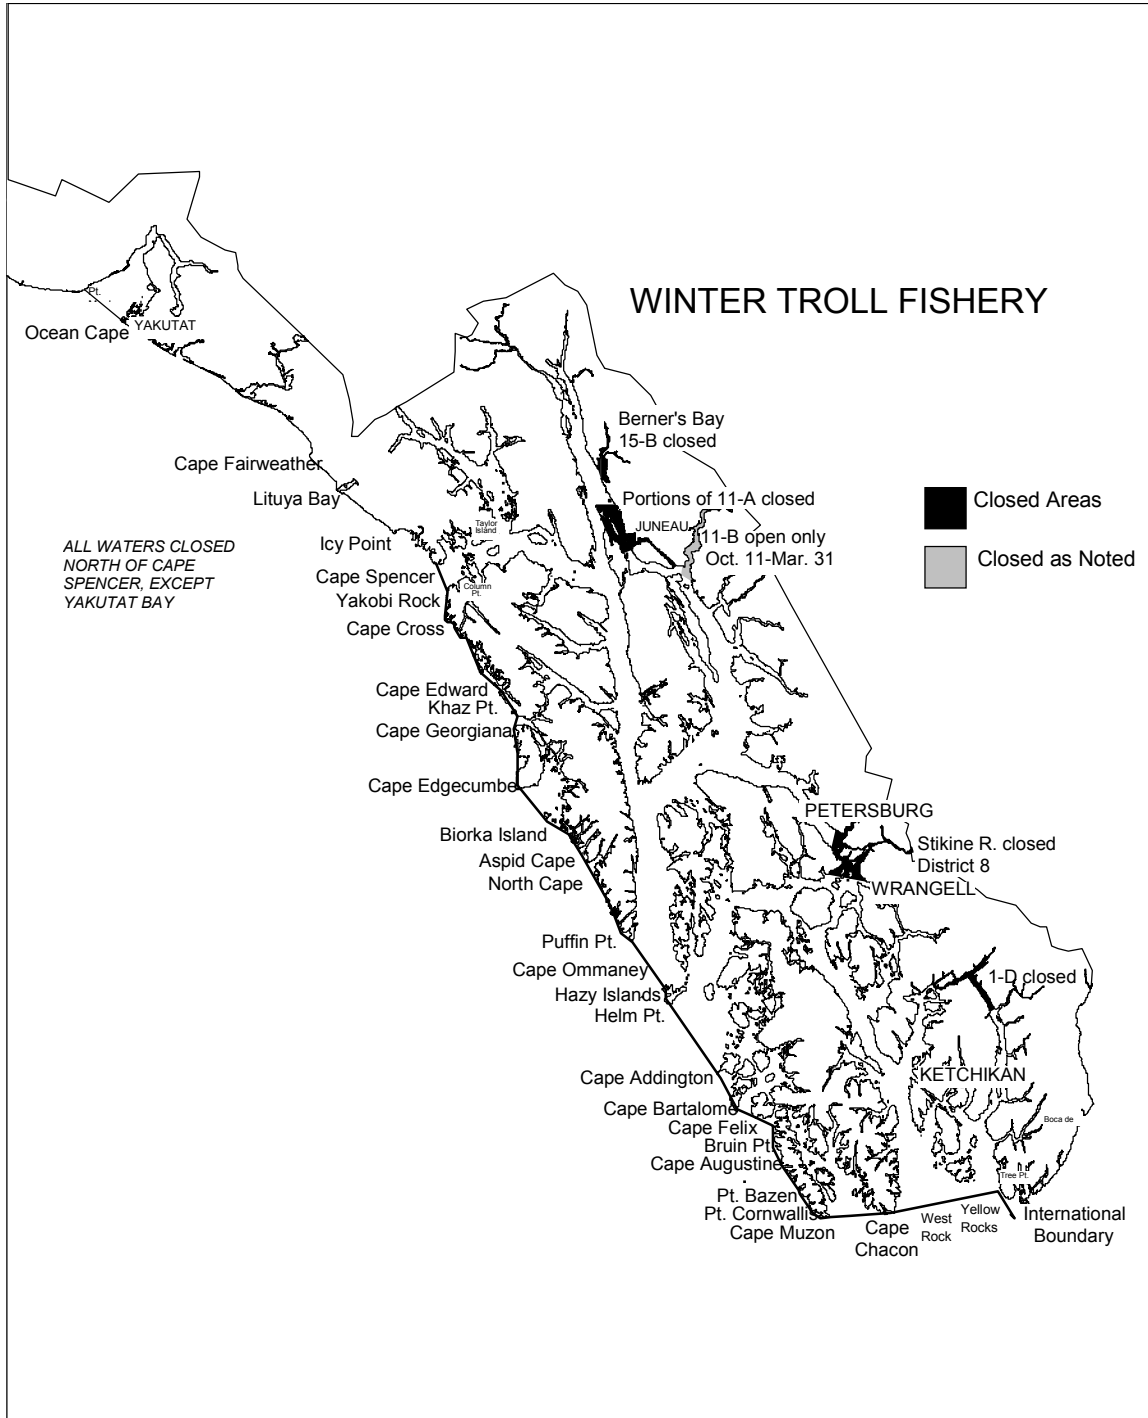 WINTER TROLL FISHERY
Pt.
Ocean Cape
YAKUTAT
Berner's Bay
15-B closed
Cape Fairweather
Lituya Bay
Portions of 11-A closed
Closed Areas
Taylor
Island
JUNEAU
11-B open only
Oct. 11-Mar. 31
Icy Point
ALL WATERS CLOSED
NORTH OF CAPE
SPENCER, EXCEPT
YAKUTAT BAY
Closed as Noted
Cape Spencer
Column
Pt.
Yakobi Rock
Cape Cross
Cape Edward
Khaz Pt.
Cape Georgiana
Cape Edgecumbe
PETERSBURG
Biorka Island
Stikine R. closed
District 8
Aspid Cape
North Cape
WRANGELL
Puffin Pt.
Cape Ommaney
1-D closed
Hazy Islands
Helm Pt.
Cape Addington
KETCHIKAN
Cape Bartalome
Cape Felix
Boca de
Bruin Pt.
Cape Augustine
Tree Pt.
Pt. Bazen
Pt. Cornwallis
Cape Muzon
Cape
Chacon
West
Rock
Yellow
Rocks
International
Boundary